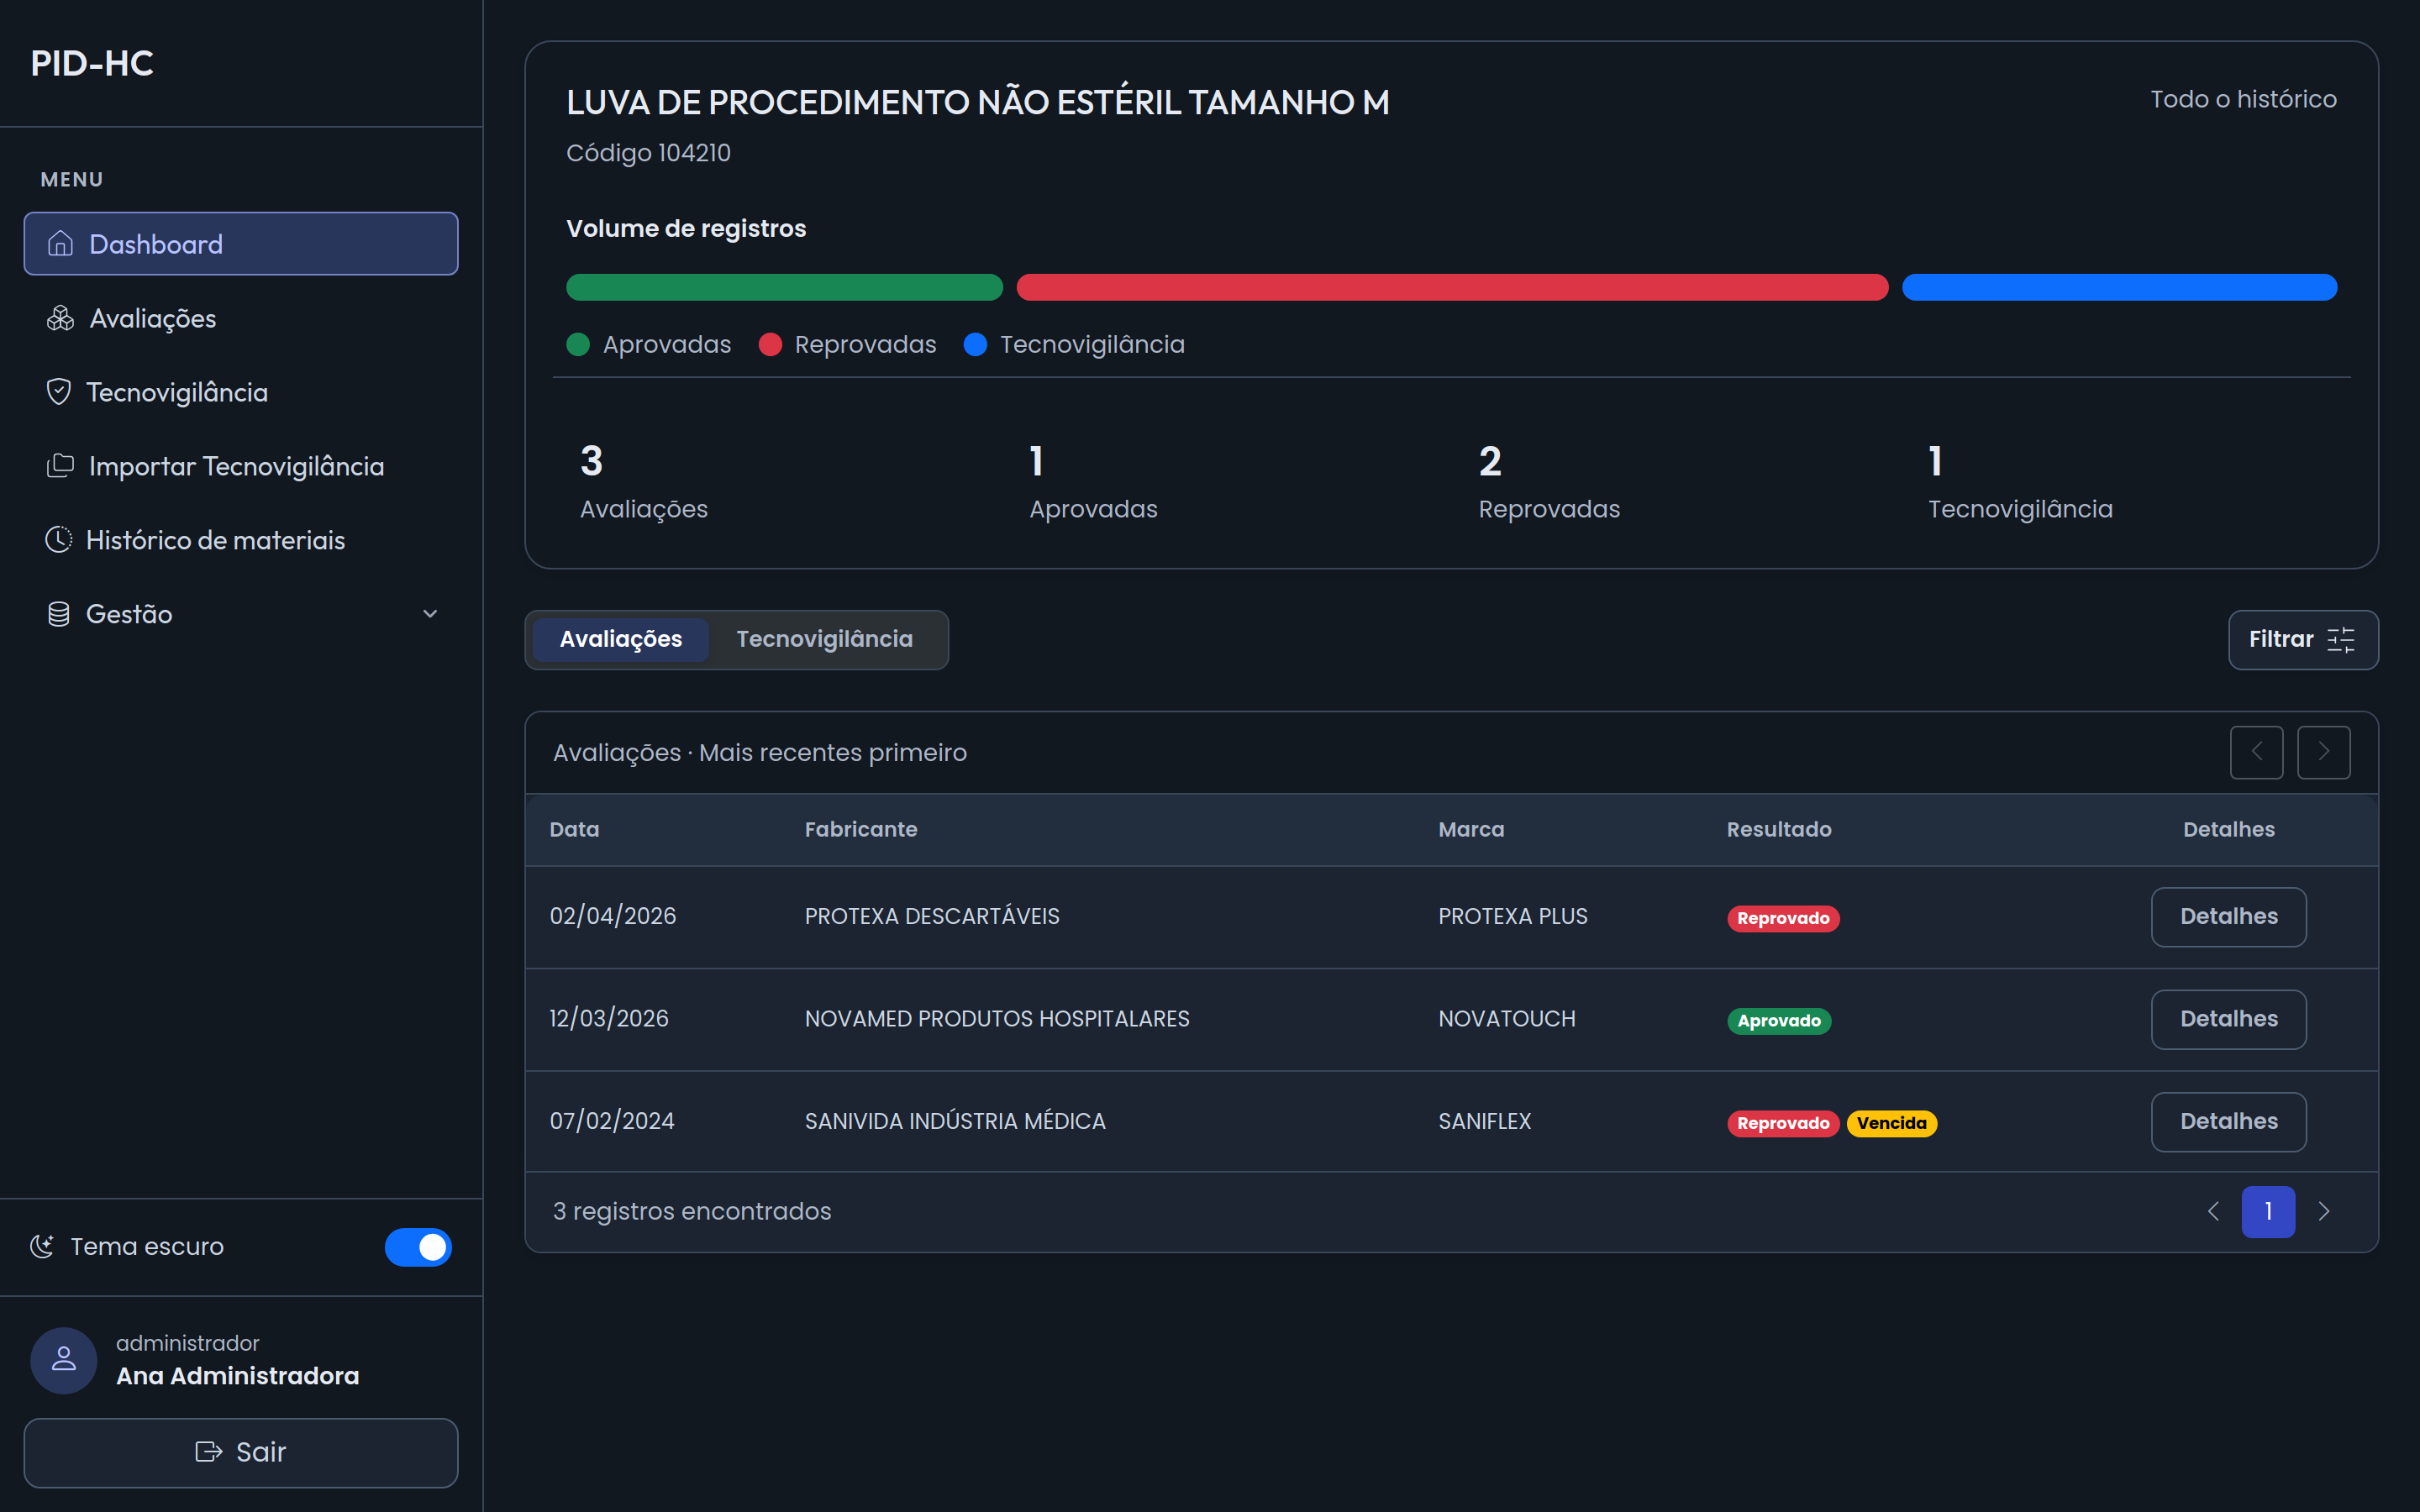 PID-HC
MENU
Dashboard
Avaliações
Tecnovigilância
Importar Tecnovigilância
Histórico de materiais
Gestão
Tema escuro
administrador
Ana Administradora
Sair
LUVA DE PROCEDIMENTO NÃO ESTÉRIL TAMANHO M
Todo o histórico
Código 104210
Volume de registros
Aprovadas Reprovadas Tecnovigilância
3 1 2 1
Avaliações Aprovadas Reprovadas Tecnovigilância
Avaliações Tecnovigilância Filtrar
Avaliações · Mais recentes primeiro
Data Fabricante Marca Resultado Detalhes
02/04/2026 PROTEXA DESCARTÁVEIS PROTEXA PLUS Reprovado Detalhes
12/03/2026 NOVAMED PRODUTOS HOSPITALARES NOVATOUCH Aprovado Detalhes
07/02/2024 SANIVIDA INDÚSTRIA MÉDICA SANIFLEX Reprovado Vencida Detalhes
3 registros encontrados 1